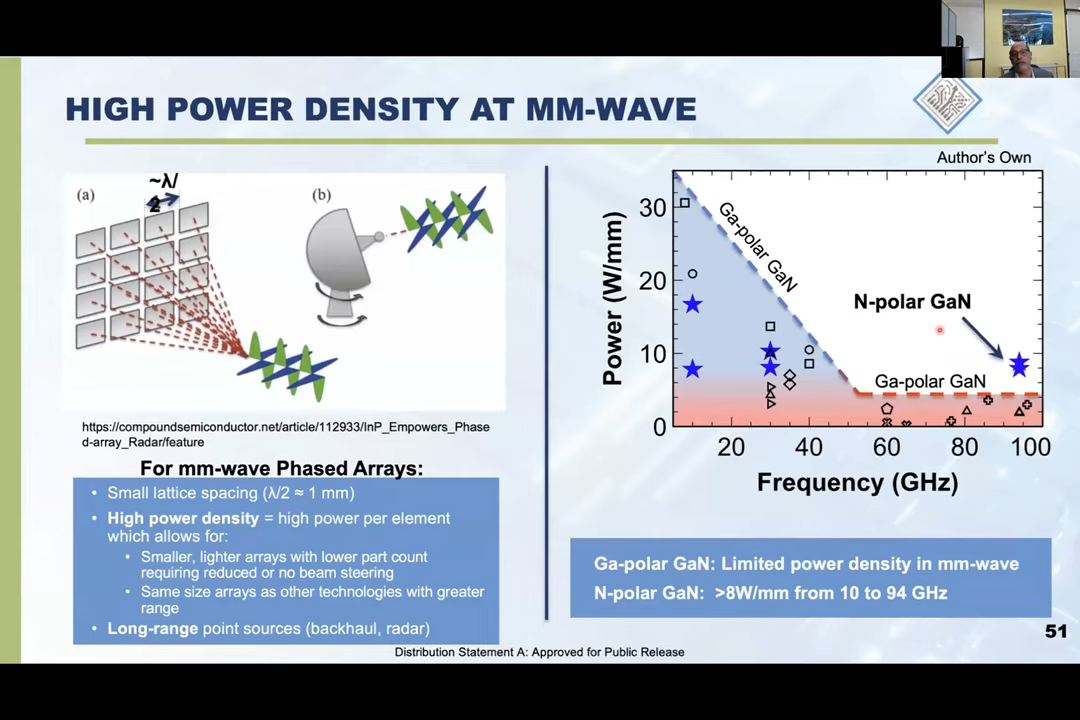 HIGH POWER DENSITY AT MM-WAVE
(a)
~λ/
2
(b)
https://compoundsemiconductor.net/article/112933/InP_Empowers_Phase
d-array_Radar/feature
For mm-wave Phased Arrays:
• Small lattice spacing (λ/2 ≈ 1 mm)
• High power density = high power per element
which allows for:
• Smaller, lighter arrays with lower part count
requiring reduced or no beam steering
• Same size arrays as other technologies with greater
range
• Long-range point sources (backhaul, radar)
Author's Own
Power (W/mm)
30
20
10
0
Ga-polar GaN
N-polar GaN
Ga-polar GaN
20 40 60 80 100
Frequency (GHz)
Ga-polar GaN: Limited power density in mm-wave
N-polar GaN: >8W/mm from 10 to 94 GHz
51
Distribution Statement A: Approved for Public Release